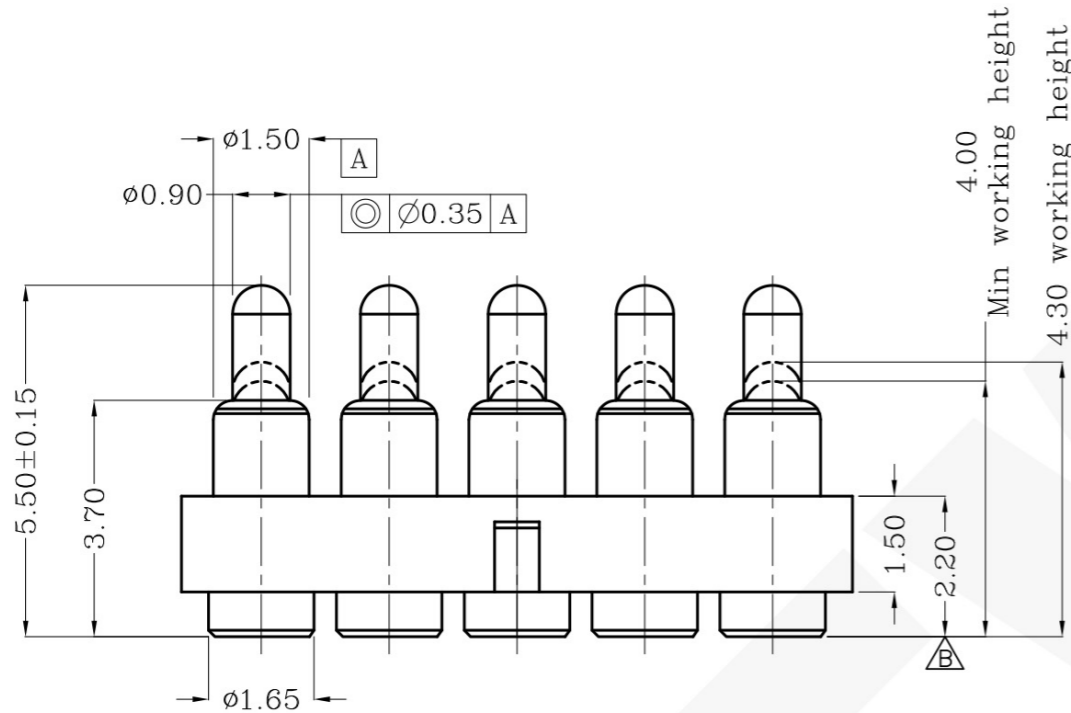 ø1.50
A
ø0.90
◎ ∅0.35 A
5.50±0.15
3.70
ø1.65
1.50
2.20
B
4.00
Min working height
4.30 working height